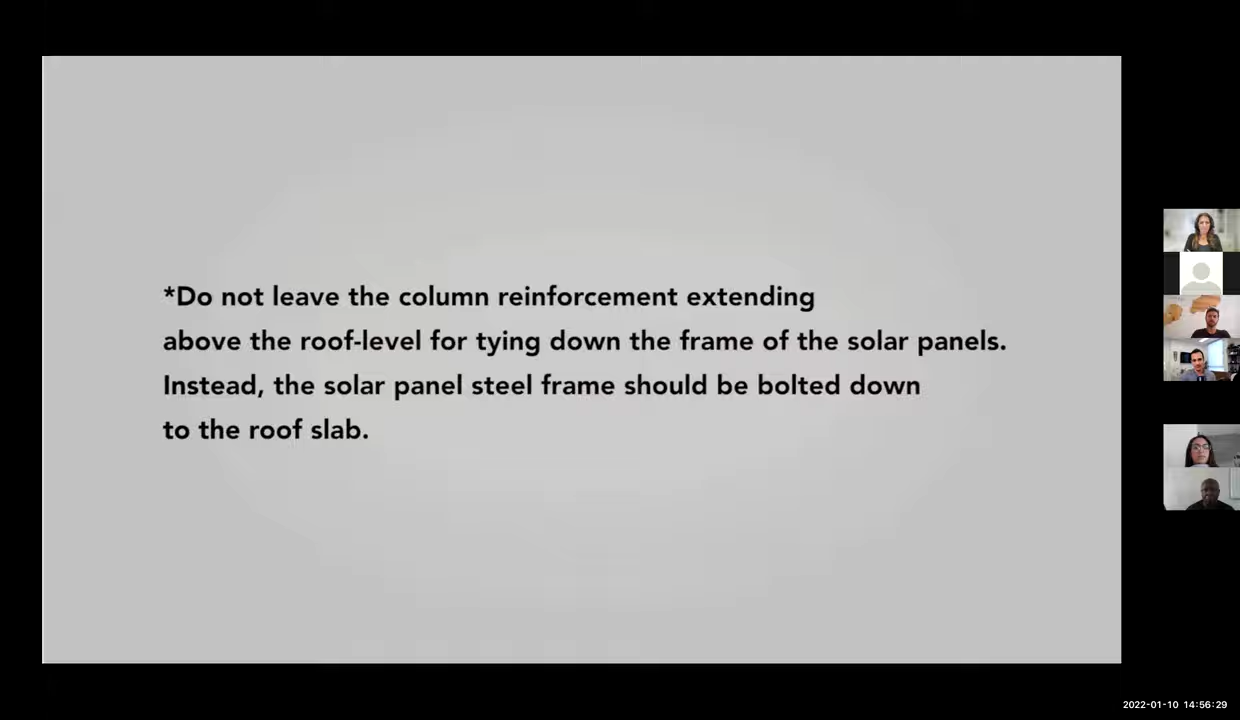 *Do not leave the column reinforcement extending
above the roof-level for tying down the frame of the solar panels.
Instead, the solar panel steel frame should be bolted down
to the roof slab.
2022-01-10 14:56:29